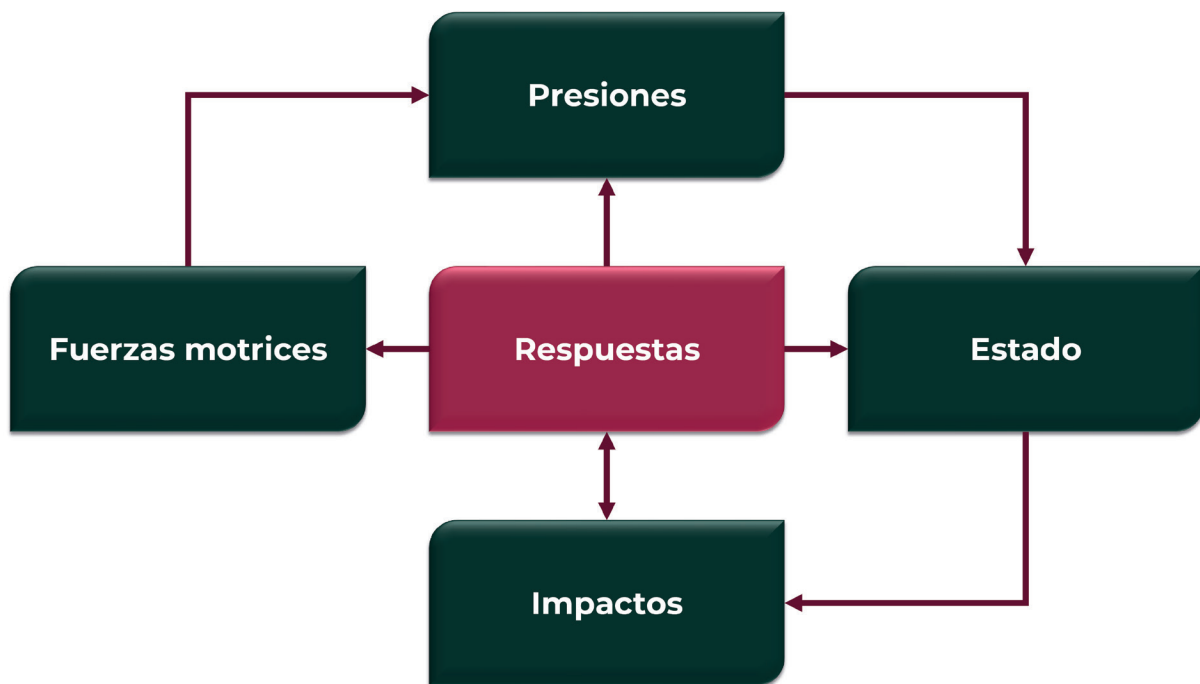 Presiones
Fuerzas motrices
Respuestas
Estado
Impactos